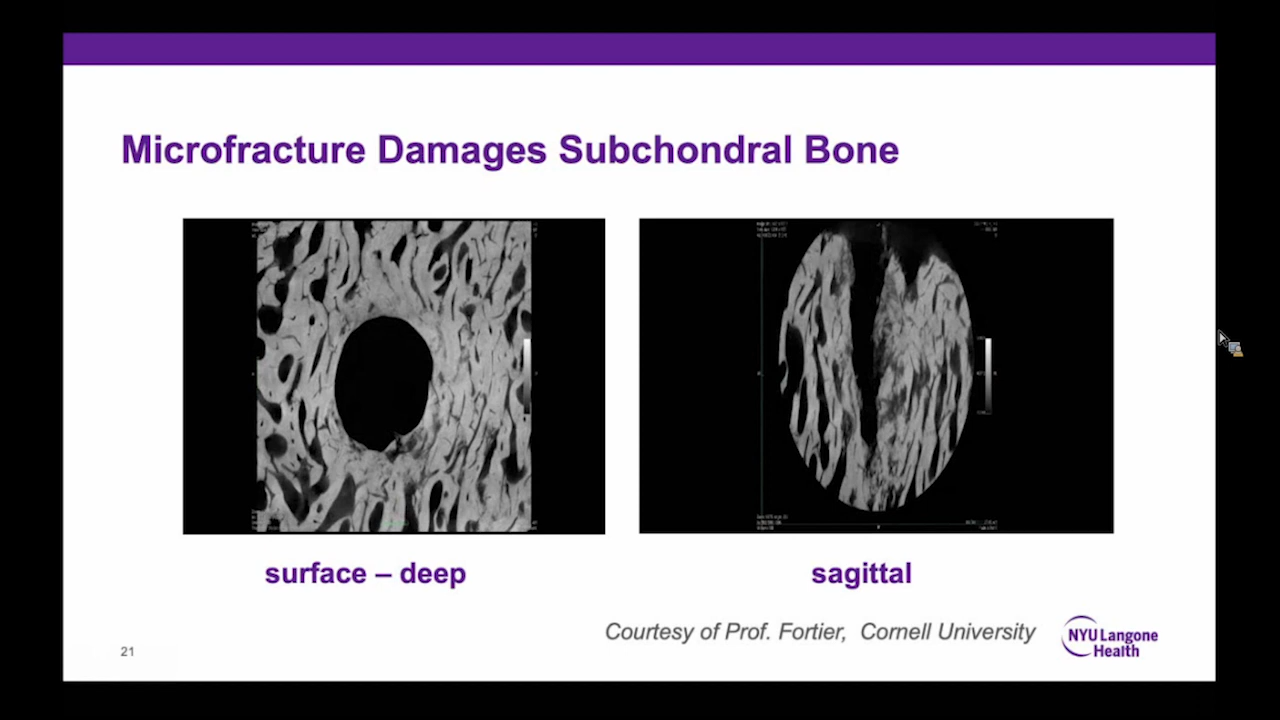 Microfracture Damages Subchondral Bone
surface – deep
sagittal
Courtesy of Prof. Fortier, Cornell University
NYU Langone
Health
21